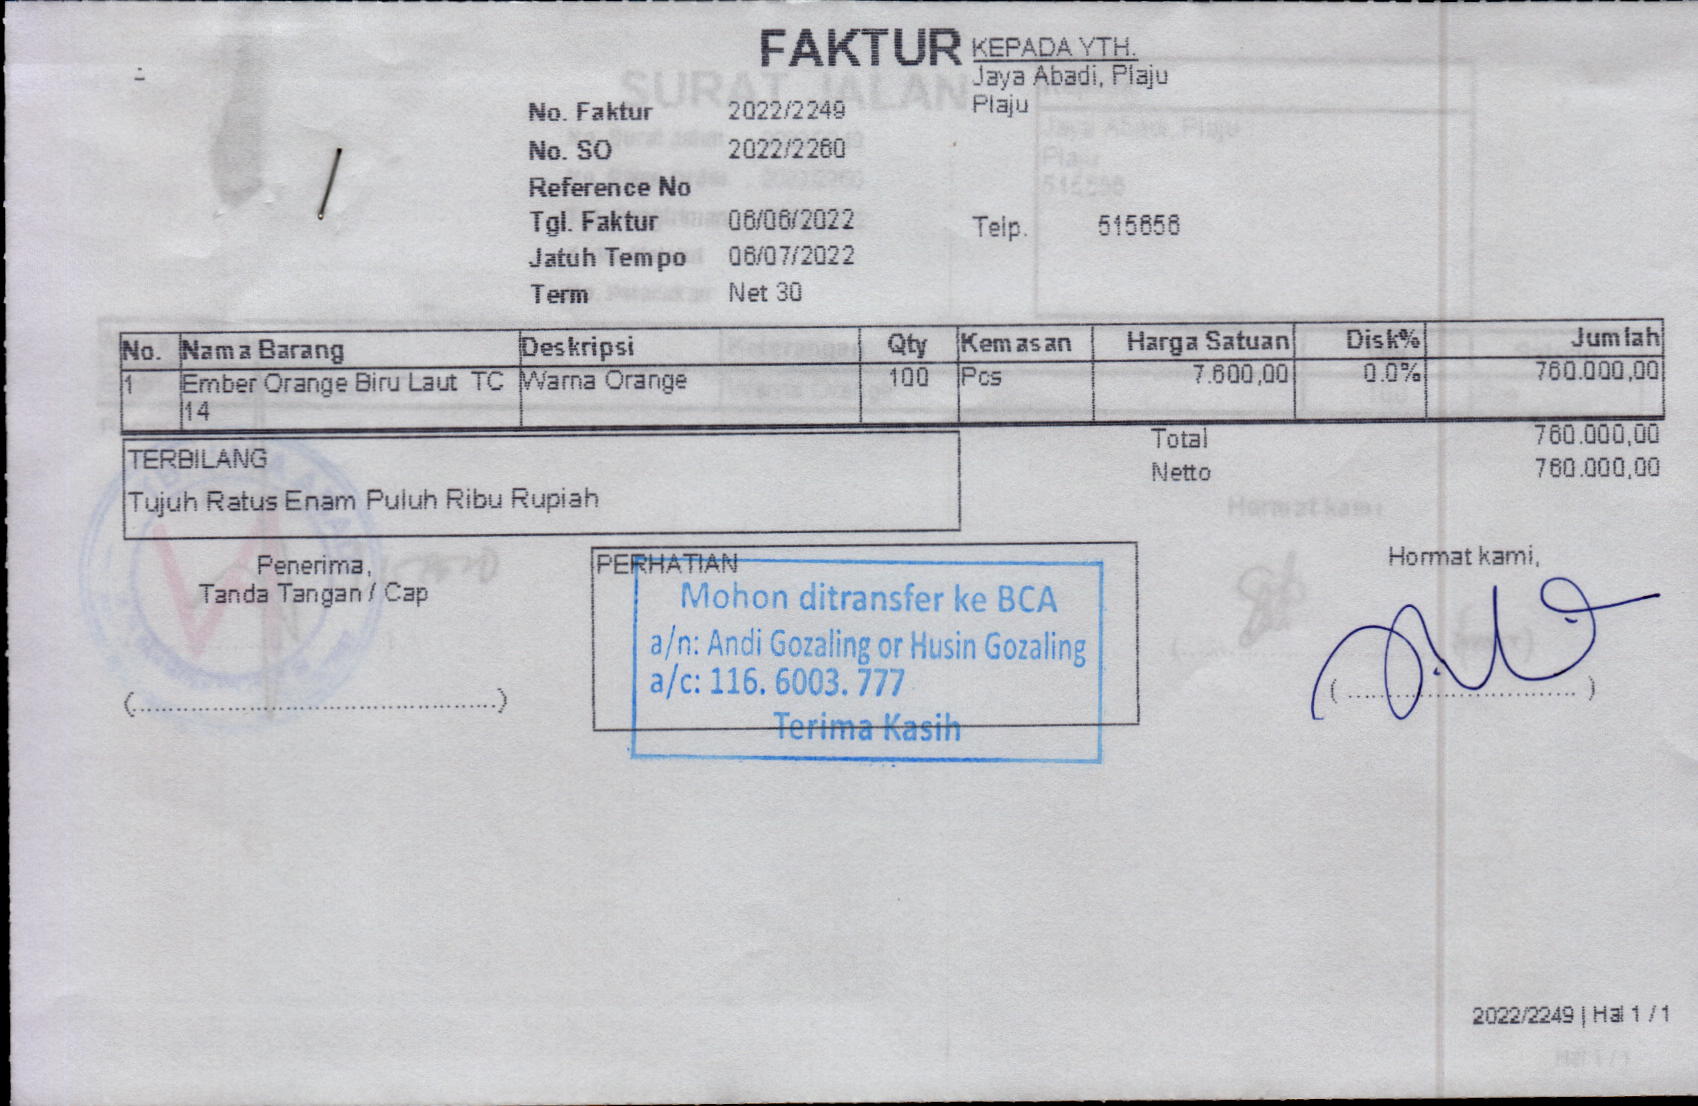 FAKTUR
KEPADA YTH.
Jaya Abadi, Plaju
Plaju
No. Faktur 2022/2249
No. SO 2022/2260
Reference No
Tgl. Faktur 06/06/2022
Telp. 515658
Jatuh Tempo 06/07/2022
Term Net 30
No. Nama Barang Deskripsi Qty Kemasan Harga Satuan Disk% Jumlah
1 Ember Orange Biru Laut TC Warna Orange 100 Pcs 7.600,00 0.0% 760.000,00
14
Total 760.000,00
Netto 760.000,00
TERBILANG
Tujuh Ratus Enam Puluh Ribu Rupiah
Penerima,
Tanda Tangan / Cap
(..........................................)
PERHATIAN
Mohon ditransfer ke BCA
a/n: Andi Gozaling or Husin Gozaling
a/c: 116. 6003. 777
Terima Kasih
Hormat kami,
( ............................ )
2022/2249 | Hal 1 / 1